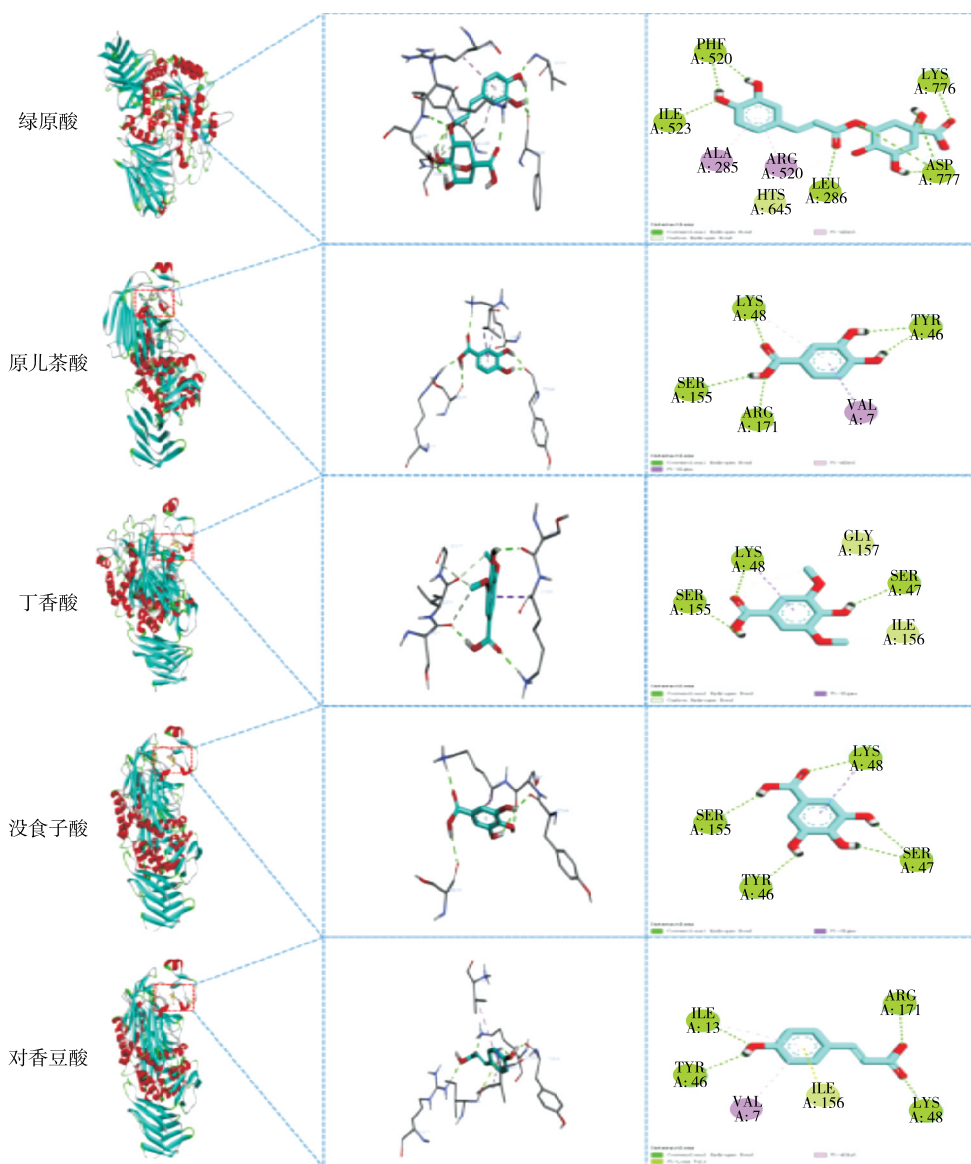 绿原酸
PHE
A: 520
LYS
A: 776
ILE
A: 523
ALA
A: 285
ARG
A: 520
HTS
A: 645
LEU
A: 286
ASP
A: 777
原儿茶酸
LYS
A: 48
TYR
A: 46
SER
A: 155
ARG
A: 171
VAL
A: 7
丁香酸
GLY
A: 157
LYS
A: 48
SER
A: 47
SER
A: 155
ILE
A: 156
没食子酸
LYS
A: 48
SER
A: 155
SER
A: 47
TYR
A: 46
对香豆酸
ARG
A: 171
ILE
A: 13
TYR
A: 46
VAL
A: 7
ILE
A: 156
LYS
A: 48